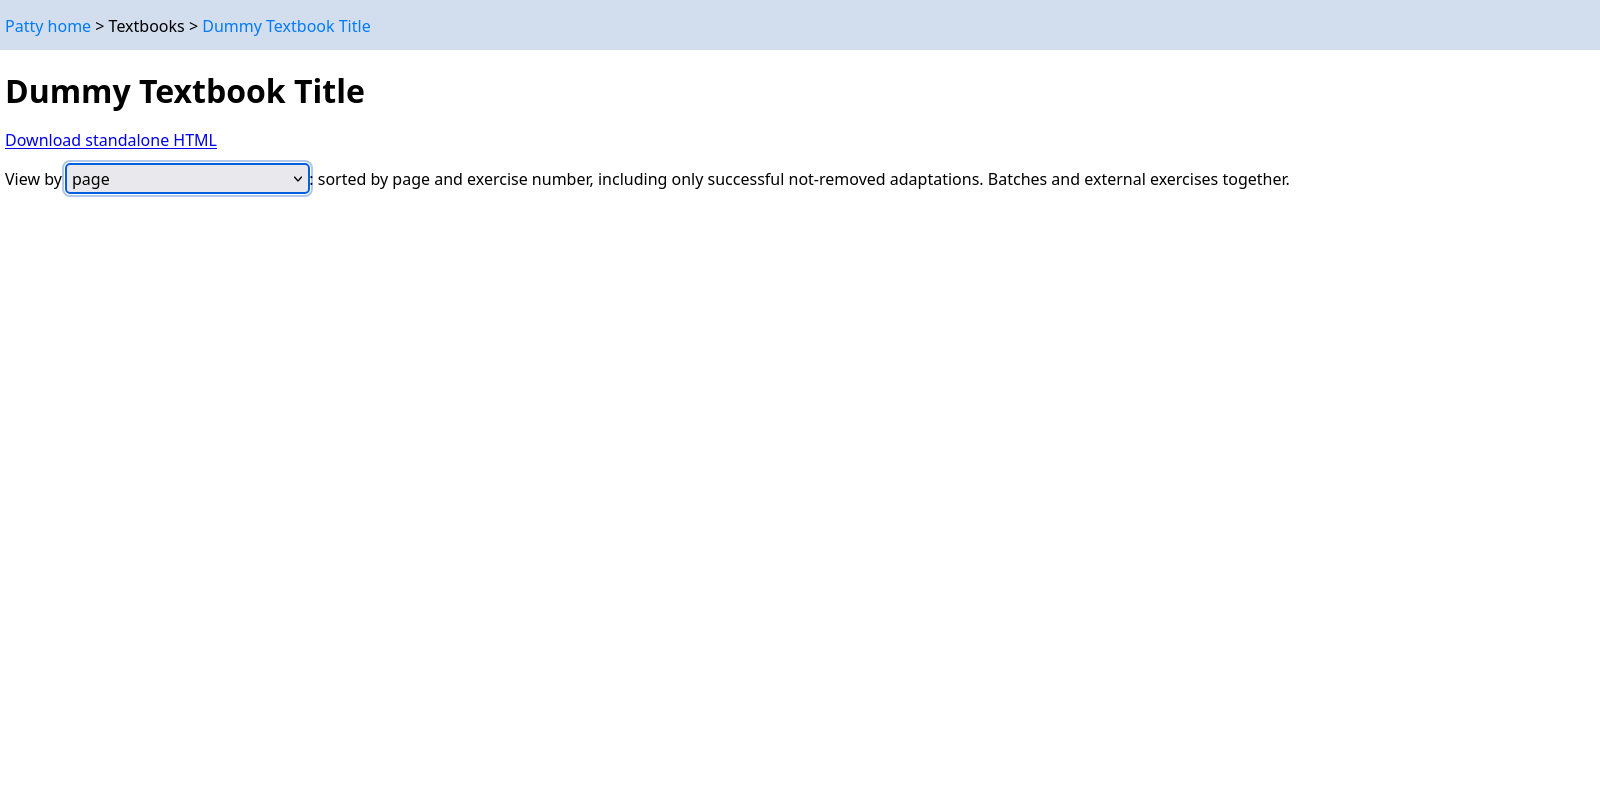 Patty home > Textbooks > Dummy Textbook Title
Dummy Textbook Title
Download standalone HTML
View by page : sorted by page and exercise number, including only successful not-removed adaptations. Batches and external exercises together.